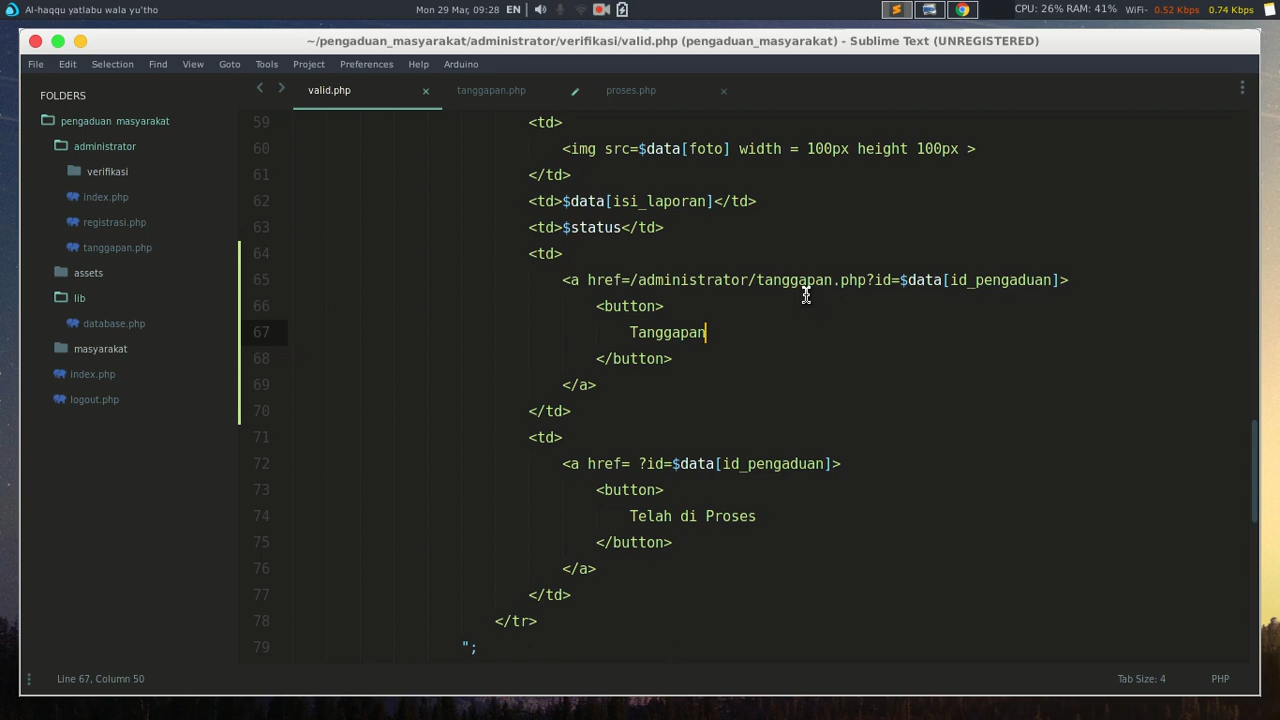 Al-haqqu yatlabu wala yu'tho
Mon 29 Mar, 09:28 EN
CPU: 26% RAM: 41% WiFi- 0.52 Kbps 0.74 Kbps
~/pengaduan_masyarakat/administrator/verifikasi/valid.php (pengaduan_masyarakat) - Sublime Text (UNREGISTERED)
File Edit Selection Find View Goto Tools Project Preferences Help Arduino
FOLDERS
pengaduan masyarakat
administrator
verifikasi
index.php
registrasi.php
tanggapan.php
assets
lib
database.php
masyarakat
index.php
logout.php
valid.php × tanggapan.php proses.php ×
59 <td>
60 <img src=$data[foto] width = 100px height 100px >
61 </td>
62 <td>$data[isi_laporan]</td>
63 <td>$status</td>
64 <td>
65 <a href=/administrator/tanggapan.php?id=$data[id_pengaduan]>
66 <button>
67 Tanggapan
68 </button>
69 </a>
70 </td>
71 <td>
72 <a href= ?id=$data[id_pengaduan]>
73 <button>
74 Telah di Proses
75 </button>
76 </a>
77 </td>
78 </tr>
79 ";
Line 67, Column 50
Tab Size: 4 PHP